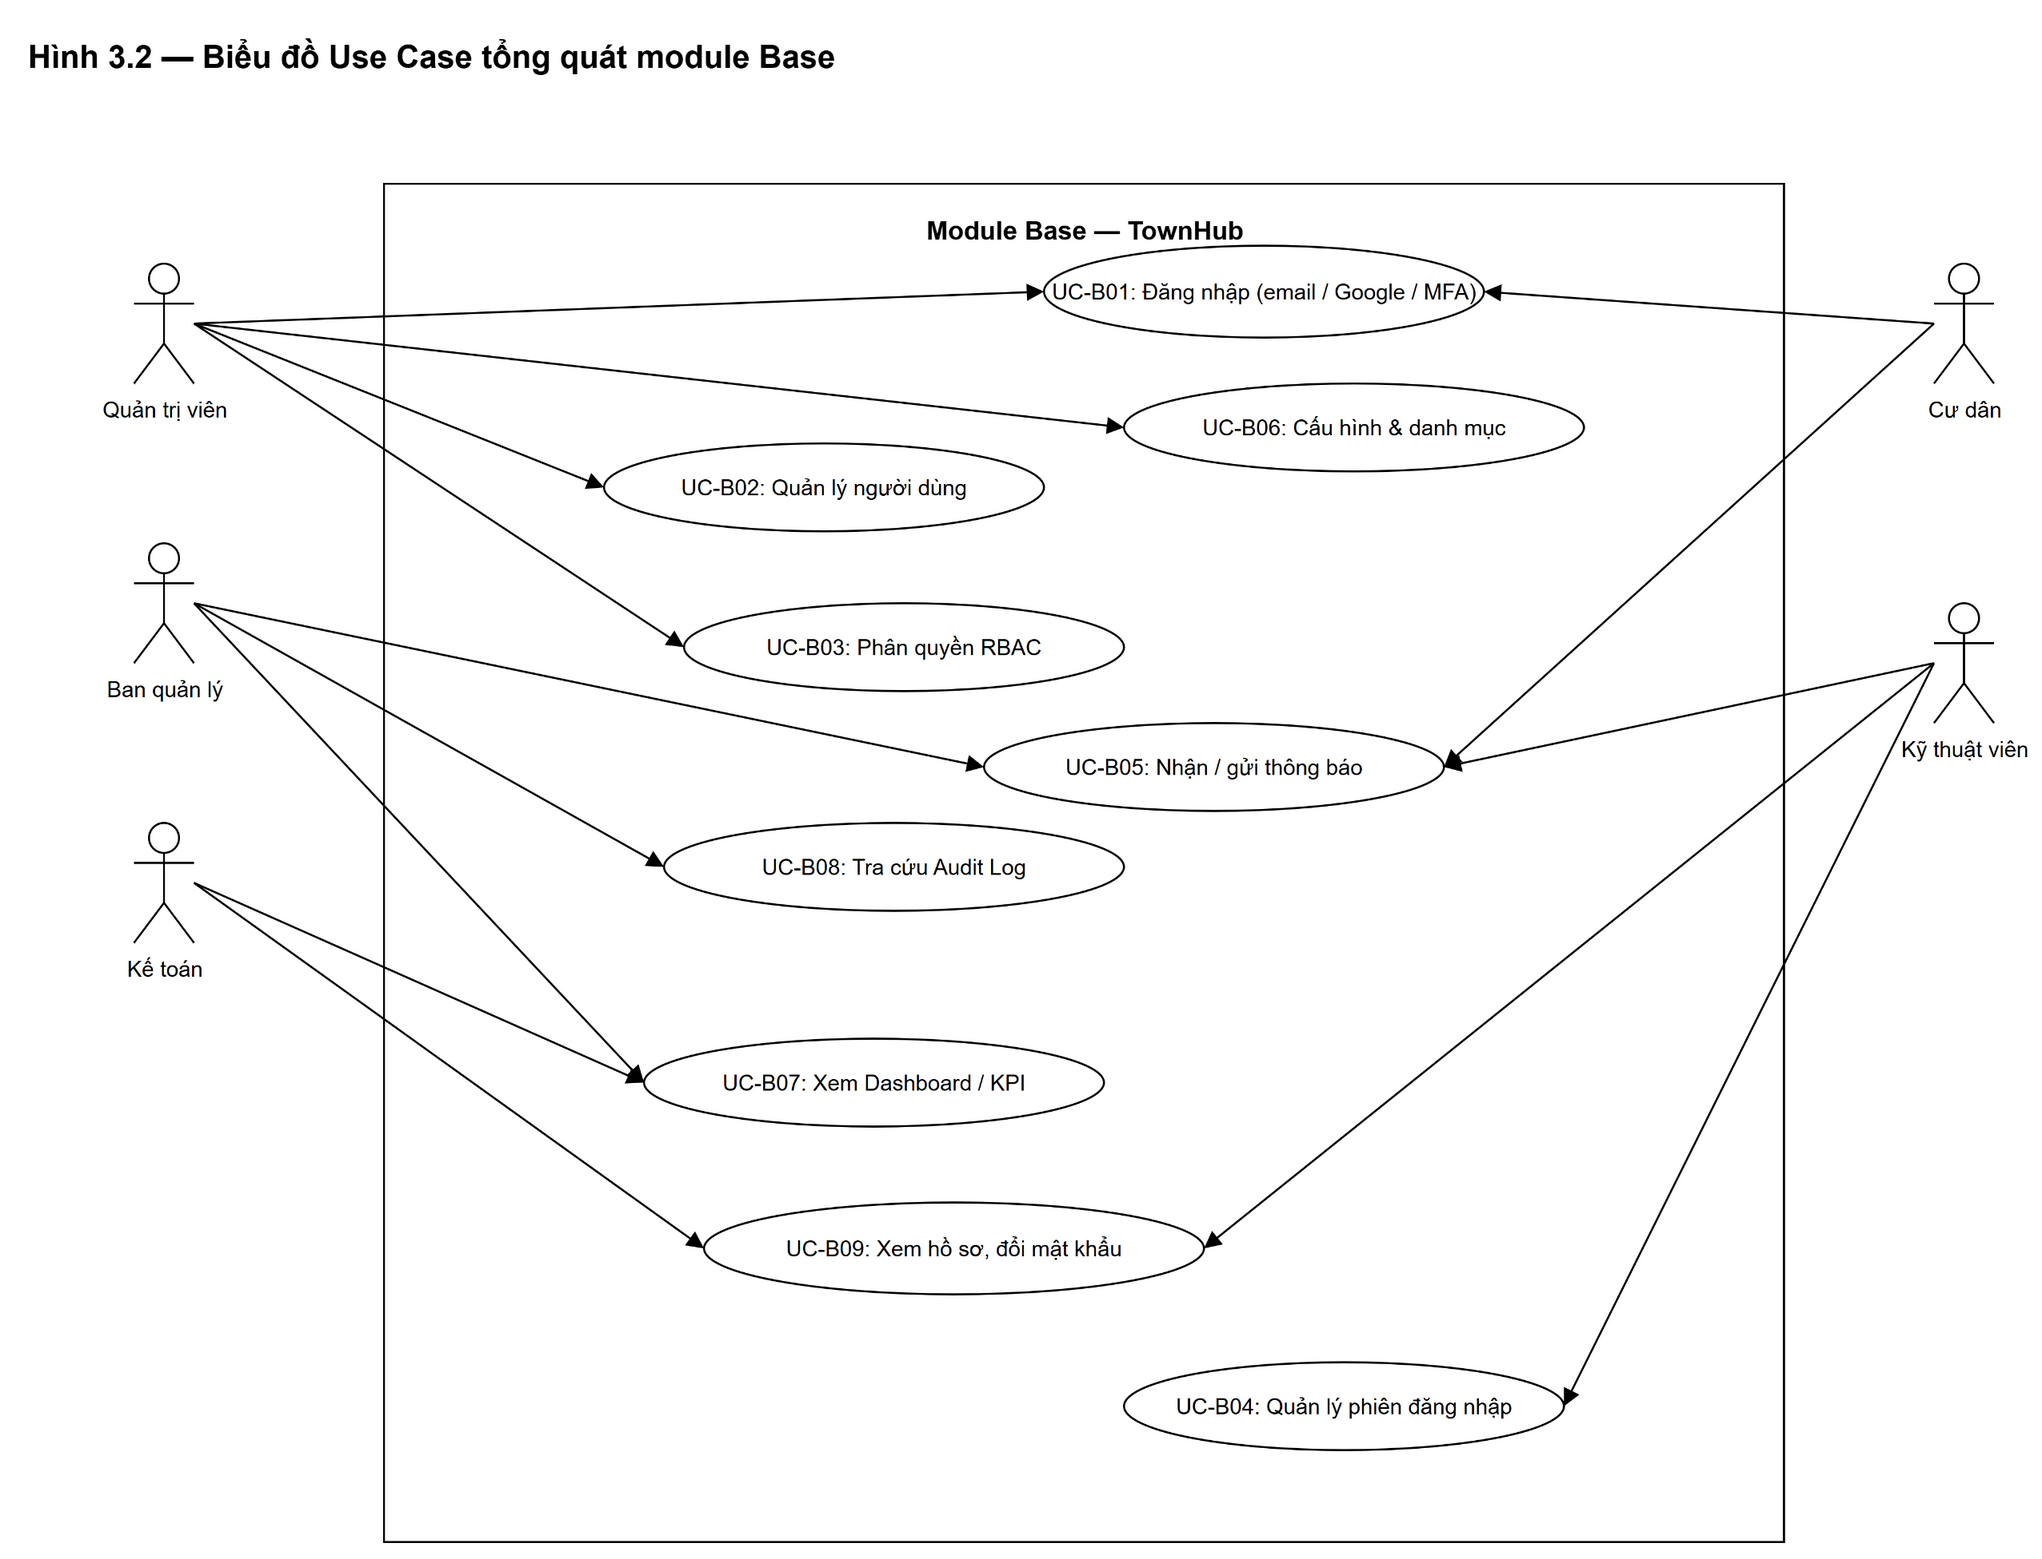 Hình 3.2 — Biểu đồ Use Case tổng quát module Base
Module Base — TownHub
UC-B01: Đăng nhập (email / Google / MFA)
Quản trị viên
Cư dân
UC-B06: Cấu hình & danh mục
UC-B02: Quản lý người dùng
UC-B03: Phân quyền RBAC
Ban quản lý
Kỹ thuật viên
UC-B05: Nhận / gửi thông báo
UC-B08: Tra cứu Audit Log
Kế toán
UC-B07: Xem Dashboard / KPI
UC-B09: Xem hồ sơ, đổi mật khẩu
UC-B04: Quản lý phiên đăng nhập